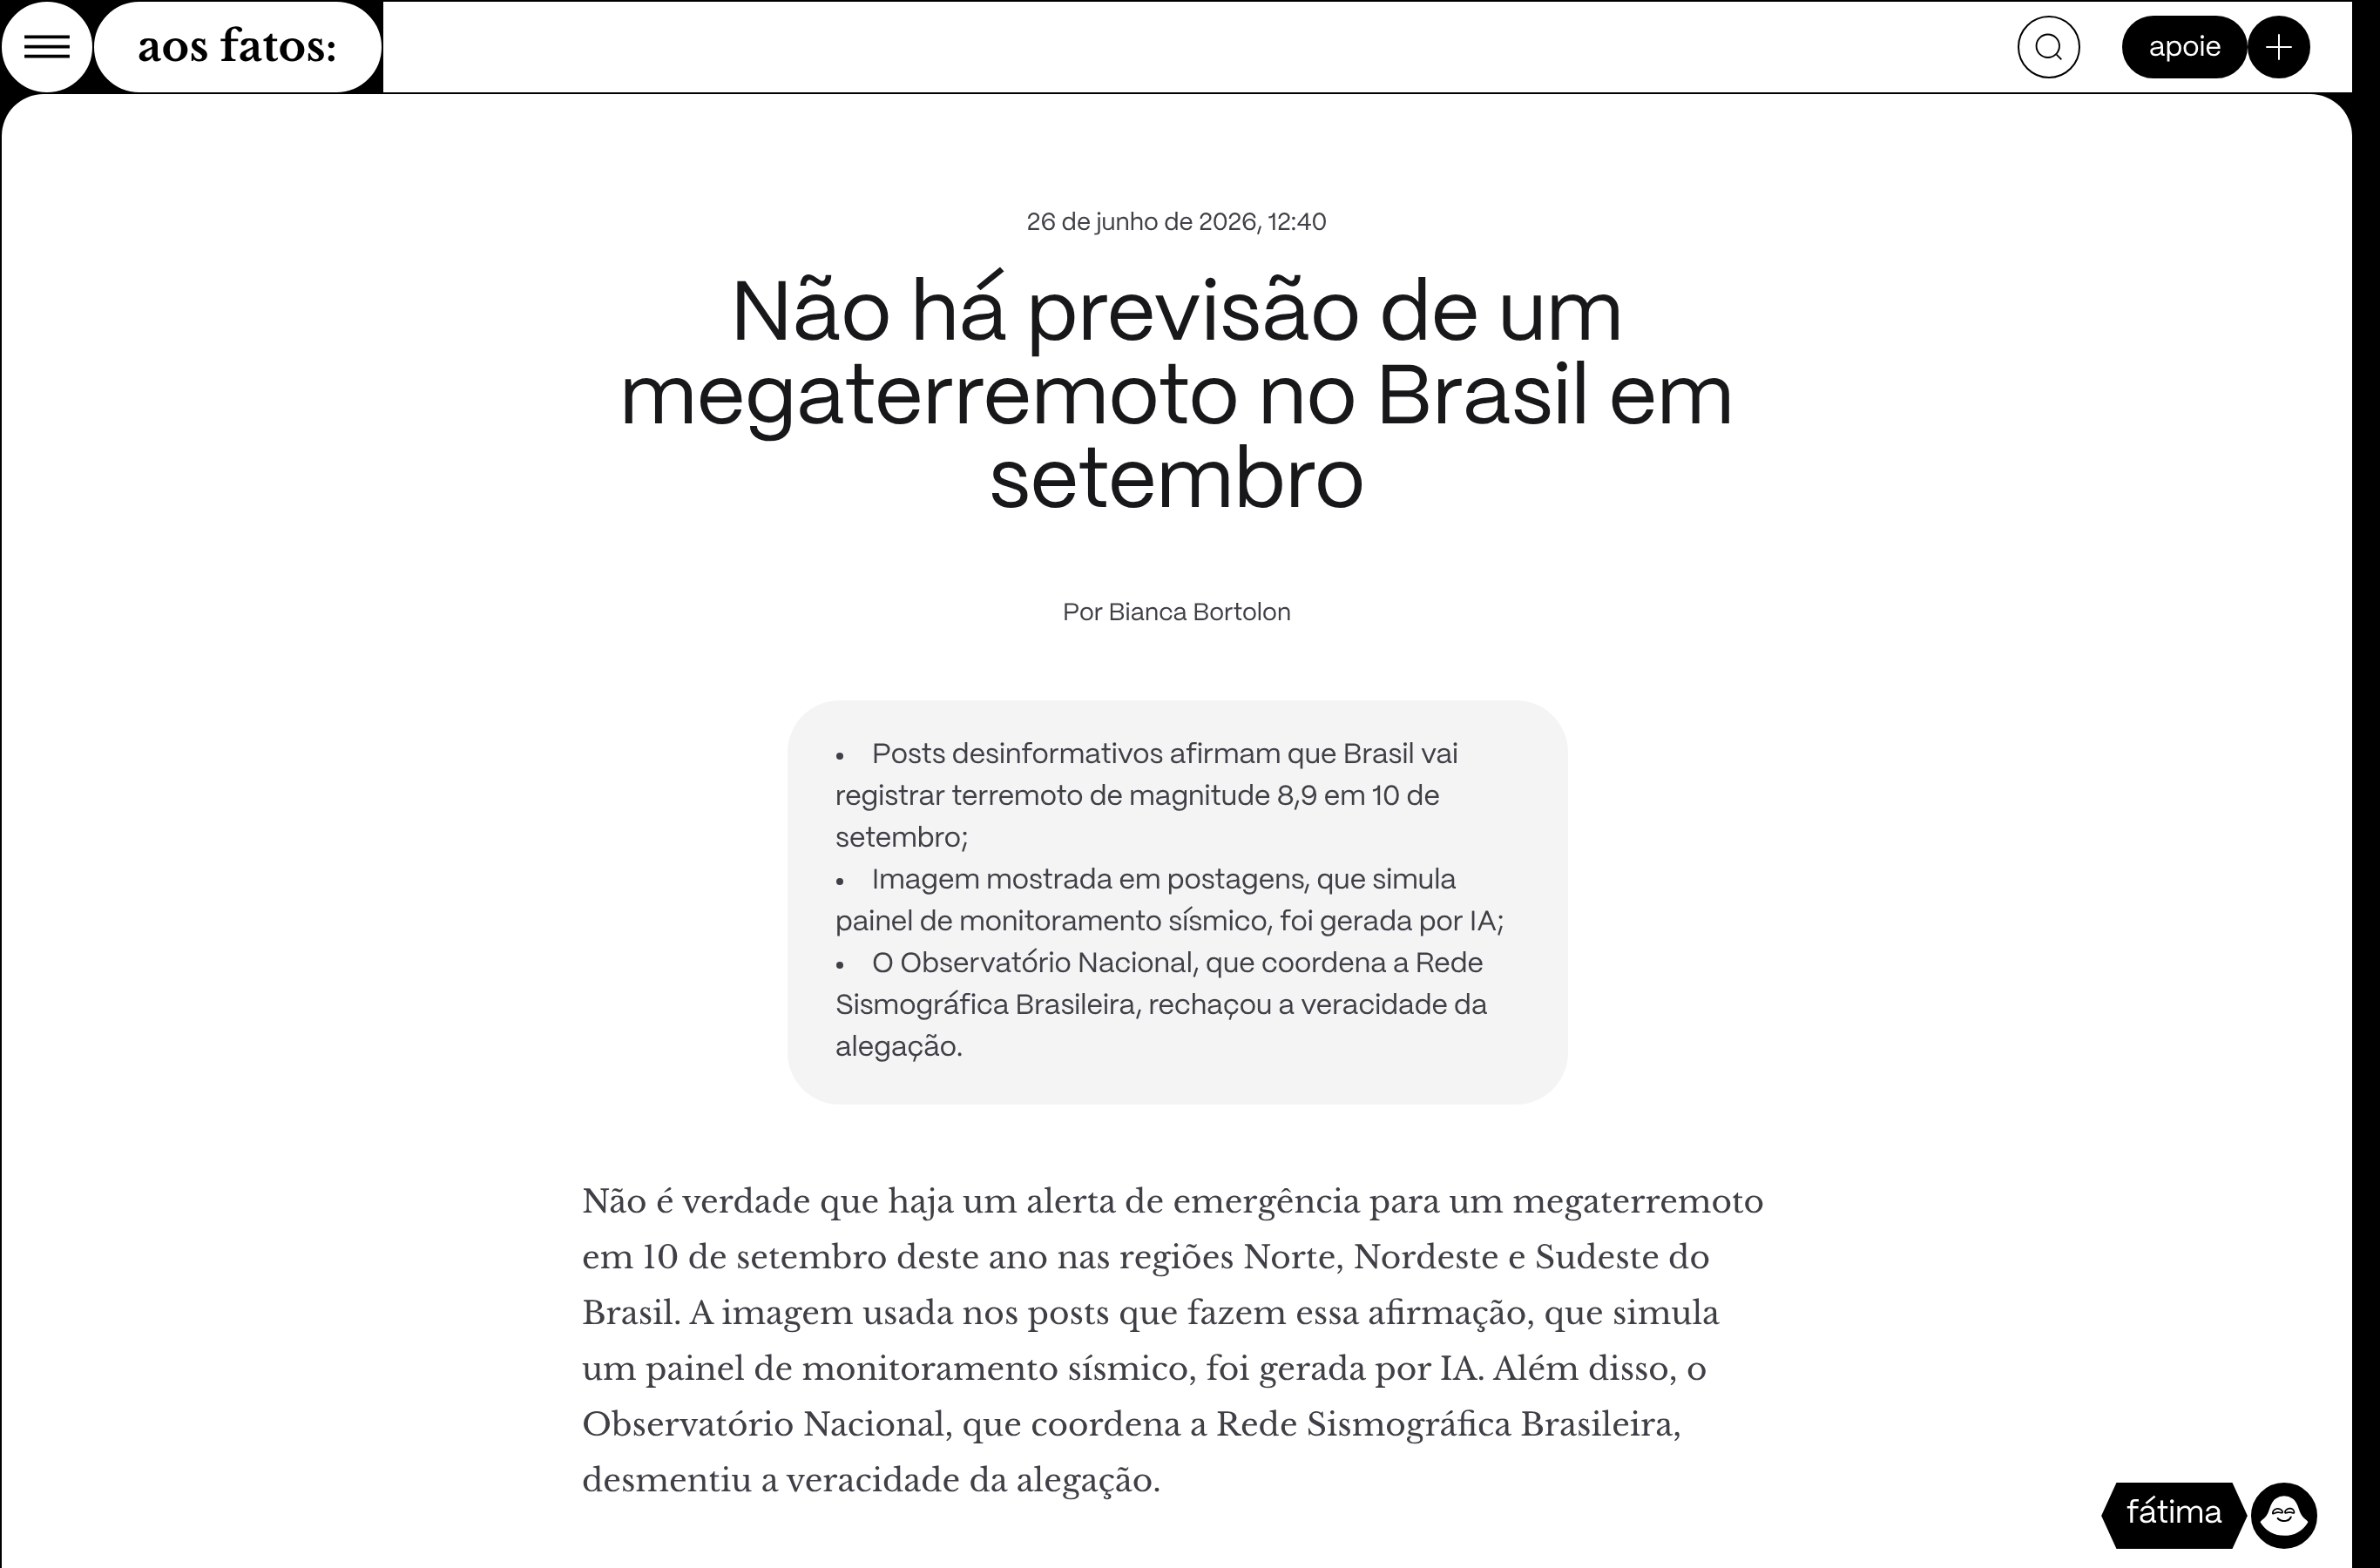 aos fatos:
apoie
26 de junho de 2026, 12:40
Não há previsão de um
megaterremoto no Brasil em
setembro
Por Bianca Bortolon
• Posts desinformativos afirmam que Brasil vai
registrar terremoto de magnitude 8,9 em 10 de
setembro;
• Imagem mostrada em postagens, que simula
painel de monitoramento sísmico, foi gerada por IA;
• O Observatório Nacional, que coordena a Rede
Sismográfica Brasileira, rechaçou a veracidade da
alegação.
Não é verdade que haja um alerta de emergência para um megaterremoto
em 10 de setembro deste ano nas regiões Norte, Nordeste e Sudeste do
Brasil. A imagem usada nos posts que fazem essa afirmação, que simula
um painel de monitoramento sísmico, foi gerada por IA. Além disso, o
Observatório Nacional, que coordena a Rede Sismográfica Brasileira,
desmentiu a veracidade da alegação.
fátima